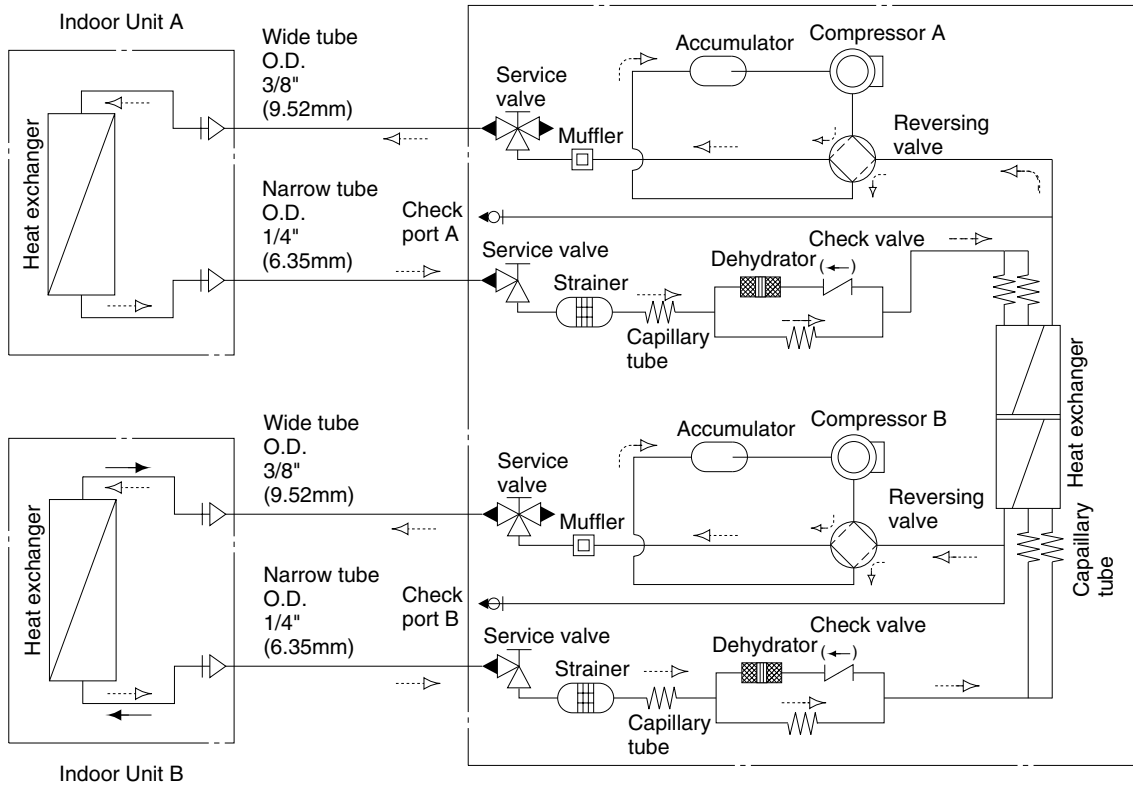 Indoor Unit A
Wide tube
O.D.
3/8"
(9.52mm)
Narrow tube
O.D.
1/4"
(6.35mm)
Heat exchanger
Service
valve
Muffler
Accumulator
Compressor A
Reversing
valve
Check
port A
Service valve
Strainer
Capillary
tube
Dehydrator
Check valve
Heat exchanger
Capaillary
tube
Wide tube
O.D.
3/8"
(9.52mm)
Narrow tube
O.D.
1/4"
(6.35mm)
Heat exchanger
Service
valve
Muffler
Accumulator
Compressor B
Reversing
valve
Check
port B
Service valve
Strainer
Capillary
tube
Dehydrator
Check valve
Indoor Unit B